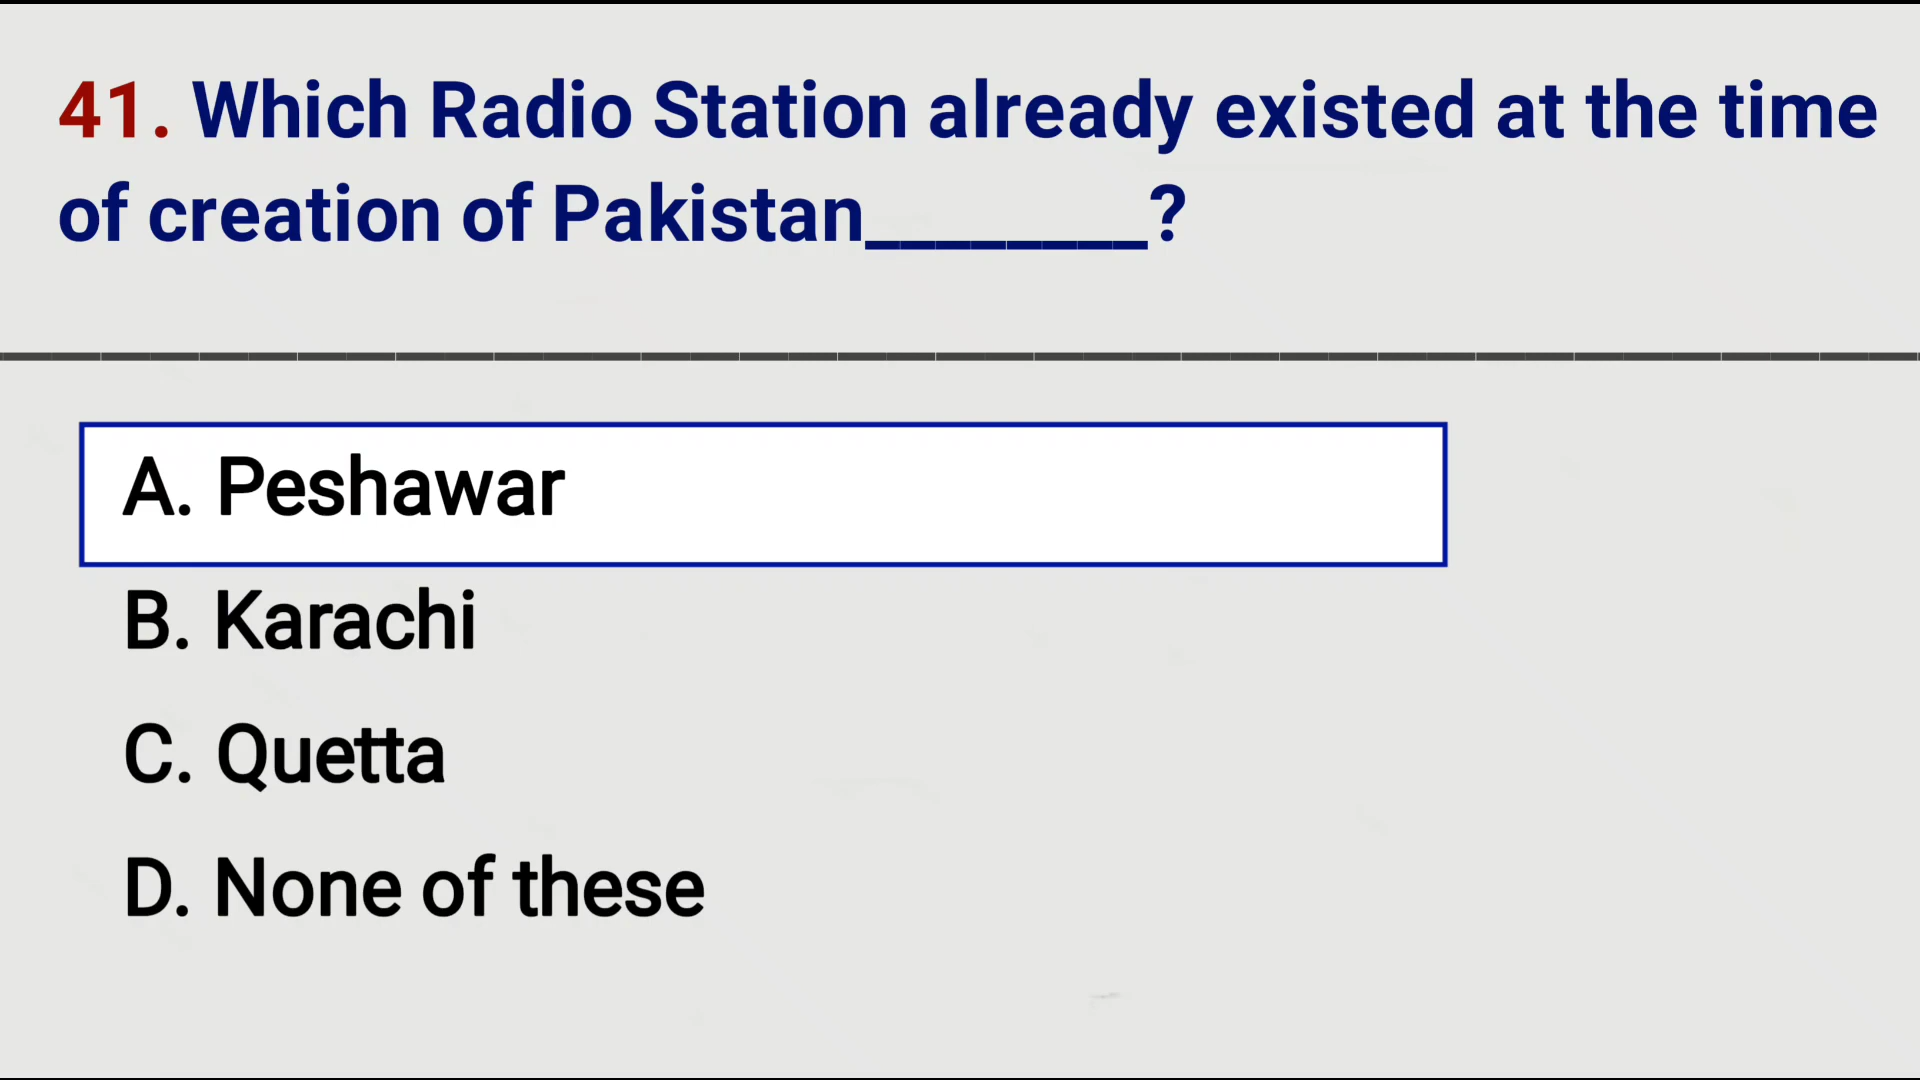 41. Which Radio Station already existed at the time
of creation of Pakistan________?
A. Peshawar
B. Karachi
C. Quetta
D. None of these